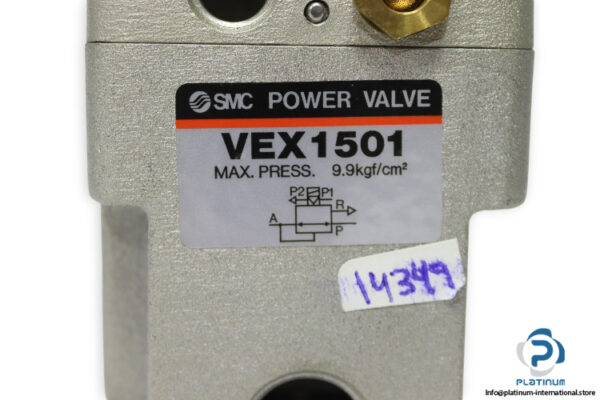 SMC POWER VALVE
VEX1501
MAX. PRESS. 9.9kgf/cm²
P2 P1
R
A
P
14349
PLATINUM
Info@platinum-international.store